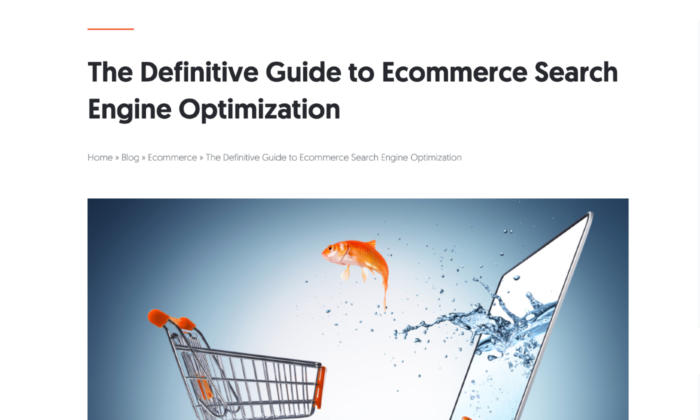 The Definitive Guide to Ecommerce Search
Engine Optimization
Home » Blog » Ecommerce » The Definitive Guide to Ecommerce Search Engine Optimization